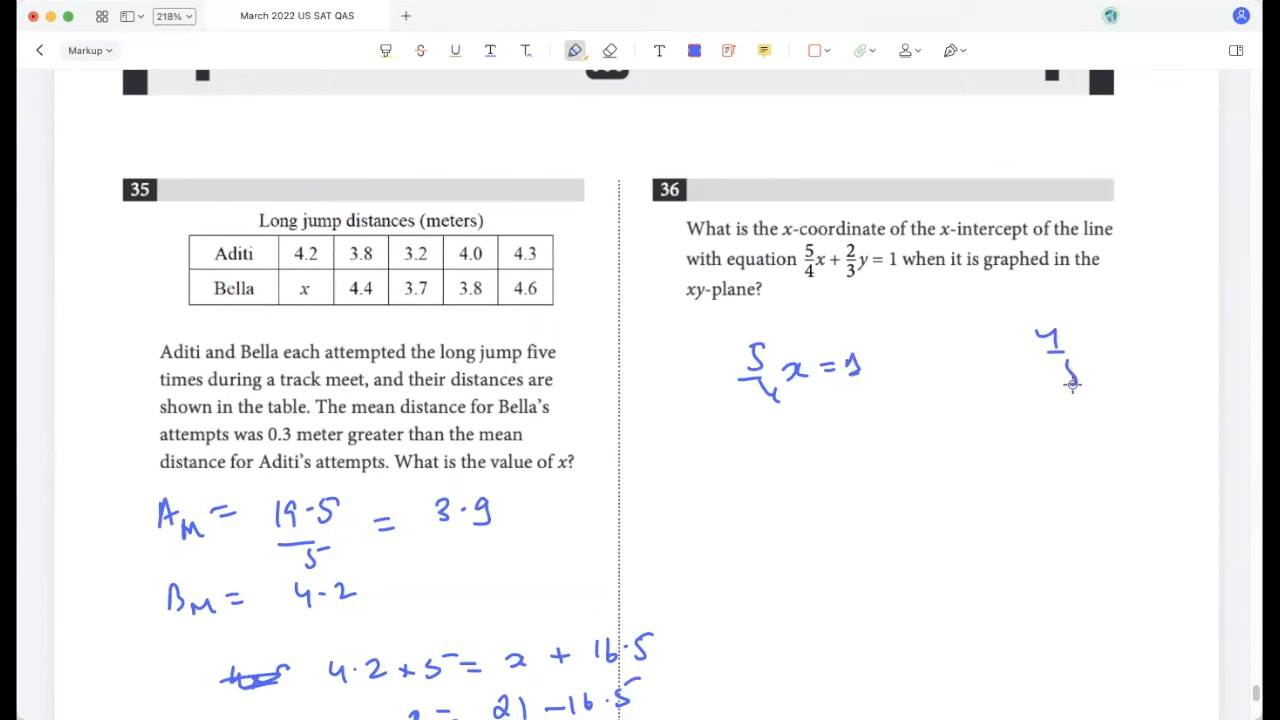 March 2022 US SAT QAS
218%
Markup
35
Long jump distances (meters)
Aditi 4.2 3.8 3.2 4.0 4.3
Bella x 4.4 3.7 3.8 4.6
Aditi and Bella each attempted the long jump five
times during a track meet, and their distances are
shown in the table. The mean distance for Bella's
attempts was 0.3 meter greater than the mean
distance for Aditi's attempts. What is the value of x?
A_M = 19.5/5 = 3.9
B_M = 4.2
4.2 × 5 = x + 16.5
= 21 - 16.5
36
What is the x-coordinate of the x-intercept of the line
with equation 5/4 x + 2/3 y = 1 when it is graphed in the
xy-plane?
5/4 x = 1
4